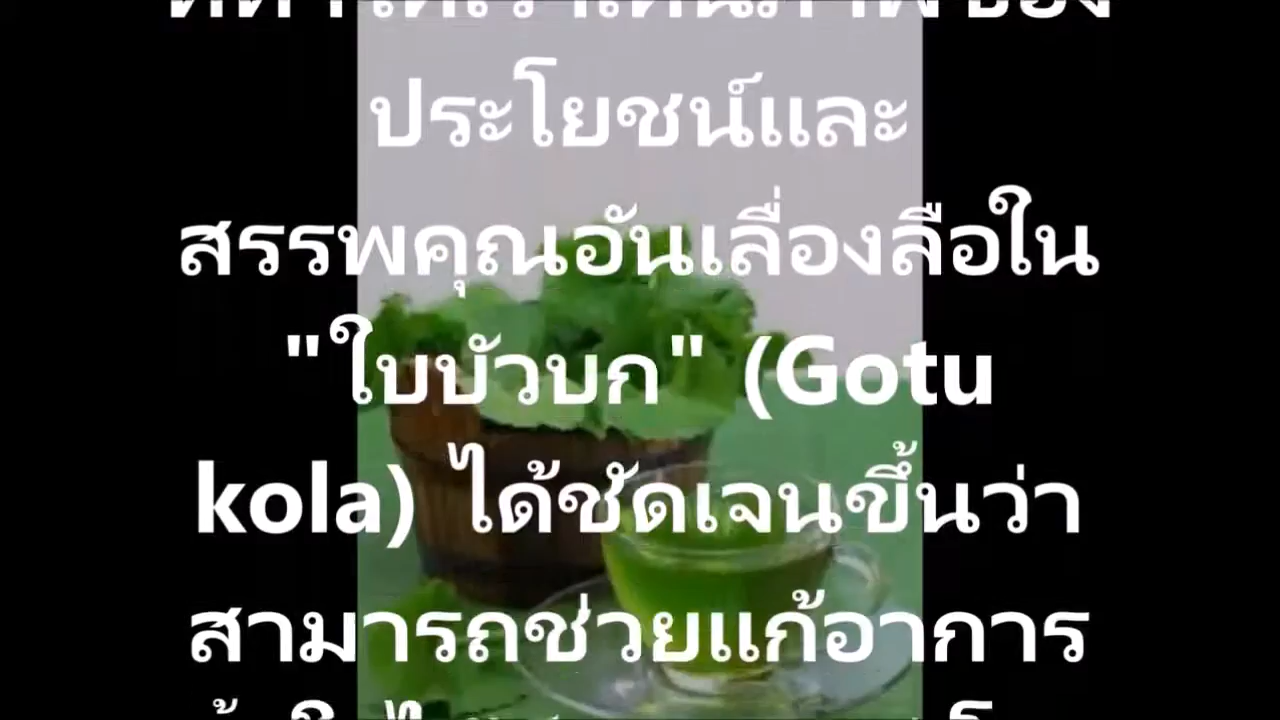 ประโยชน์และ
สรรพคุณอันเลื่องลือใน
"ใบบัวบก" (Gotu
kola) ได้ชัดเจนขึ้นว่า
สามารถช่วยแก้อาการ